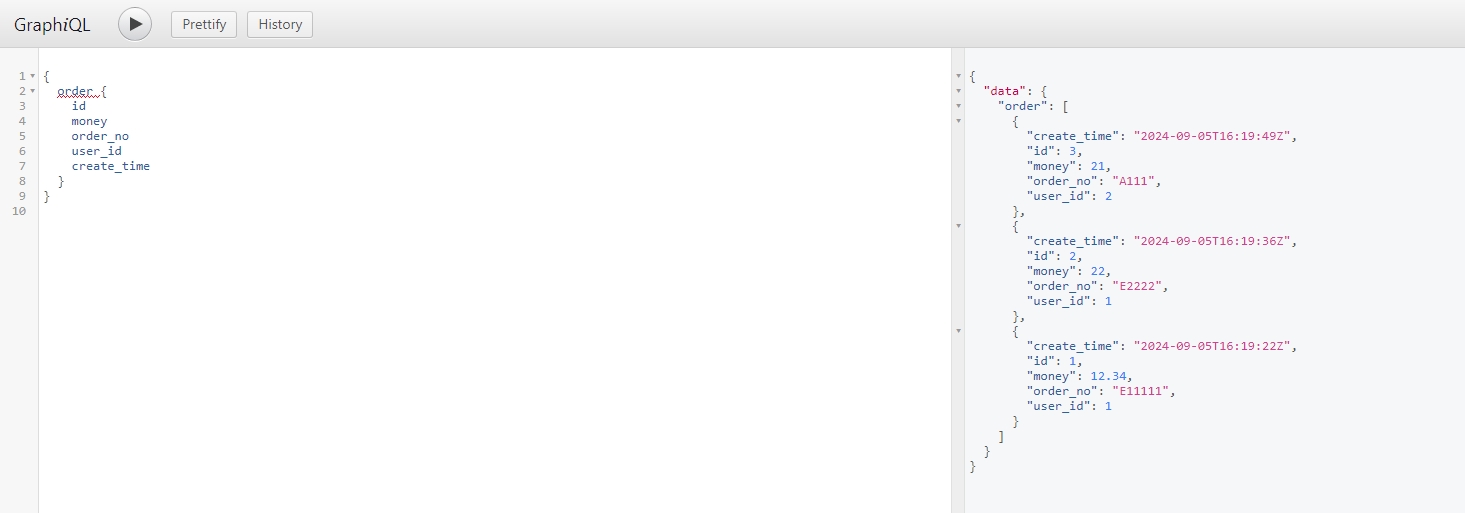 GraphiQL Prettify History
1 {
2 order {
3 id
4 money
5 order_no
6 user_id
7 create_time
8 }
9 }
10
{
"data": {
"order": [
{
"create_time": "2024-09-05T16:19:49Z",
"id": 3,
"money": 21,
"order_no": "A111",
"user_id": 2
},
{
"create_time": "2024-09-05T16:19:36Z",
"id": 2,
"money": 22,
"order_no": "E2222",
"user_id": 1
},
{
"create_time": "2024-09-05T16:19:22Z",
"id": 1,
"money": 12.34,
"order_no": "E11111",
"user_id": 1
}
]
}
}